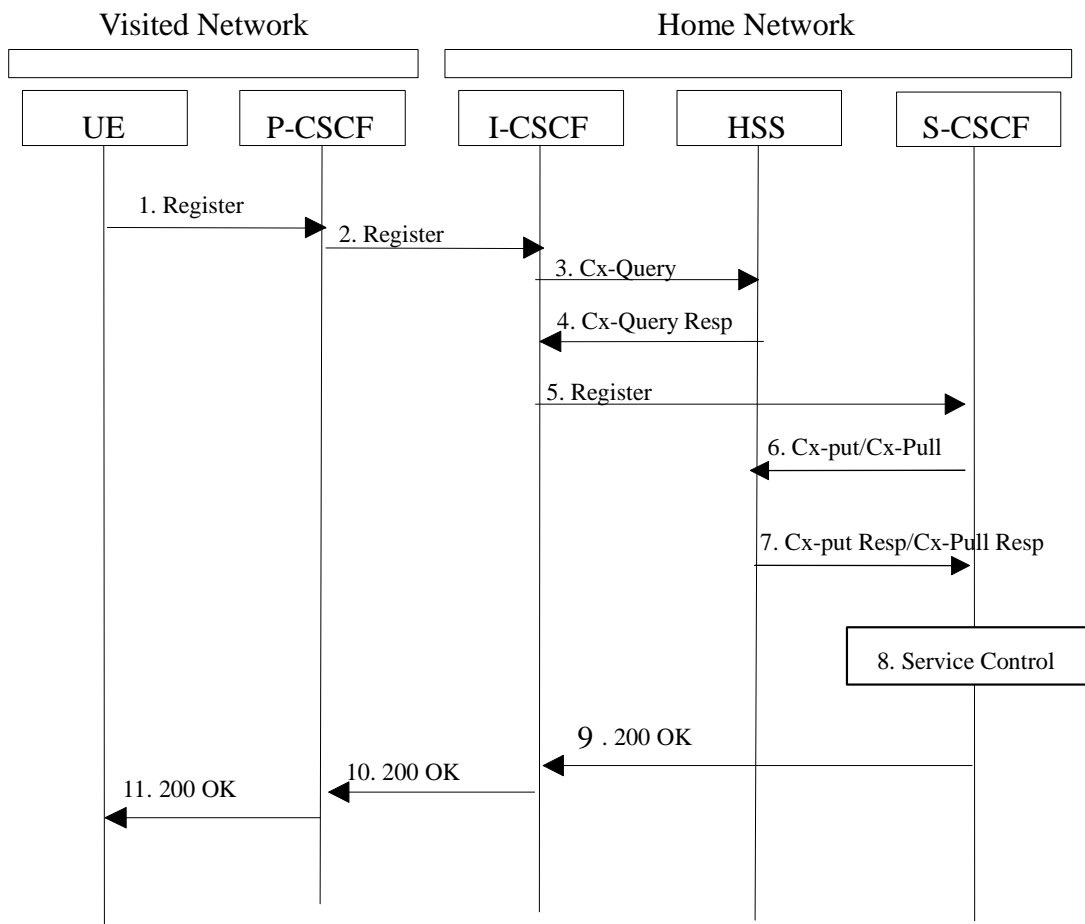 Visited Network
Home Network
UE
P-CSCF
I-CSCF
HSS
S-CSCF
1. Register
2. Register
3. Cx-Query
4. Cx-Query Resp
5. Register
6. Cx-put/Cx-Pull
7. Cx-put Resp/Cx-Pull Resp
8. Service Control
9 . 200 OK
10. 200 OK
11. 200 OK